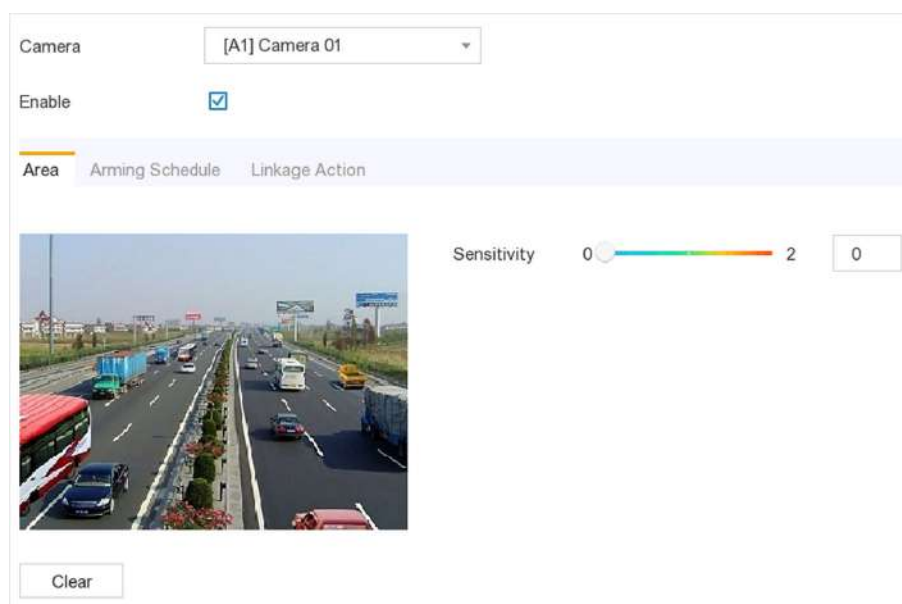 Camera [A1] Camera 01
Enable
Area Arming Schedule Linkage Action
Sensitivity 0 2 0
Clear